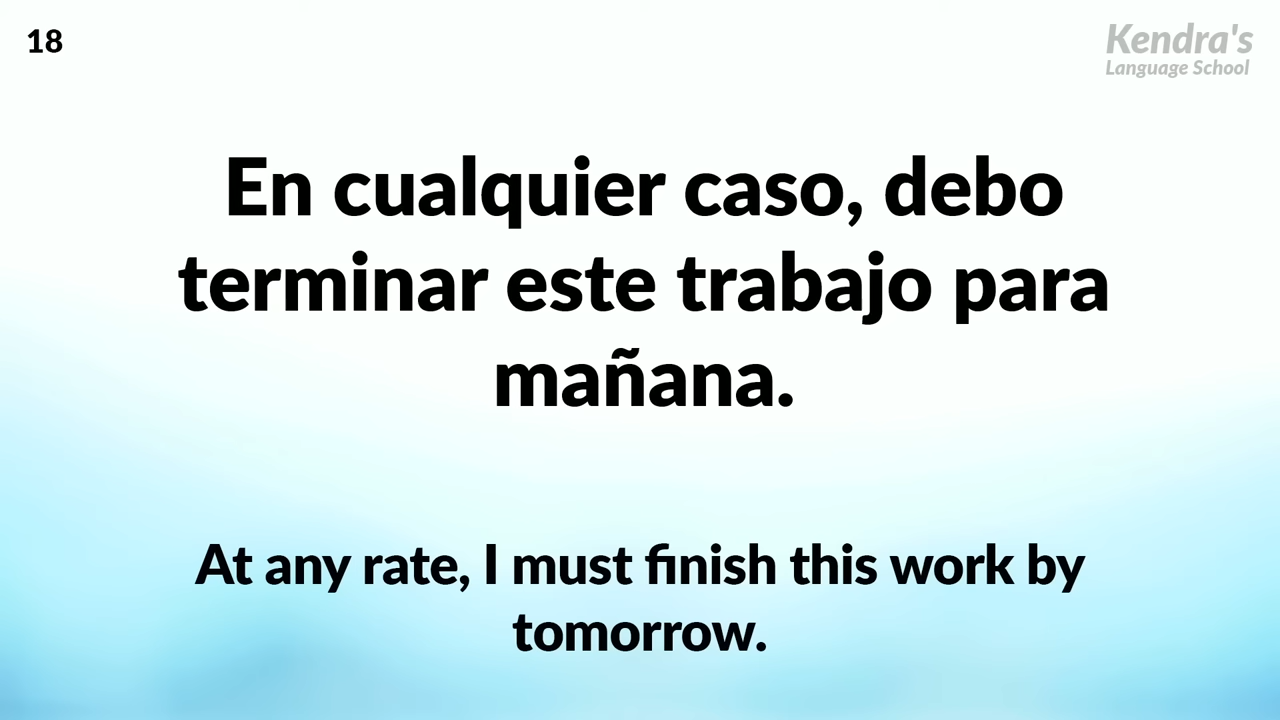 18
Kendra's
Language School
En cualquier caso, debo
terminar este trabajo para
mañana.
At any rate, I must finish this work by
tomorrow.